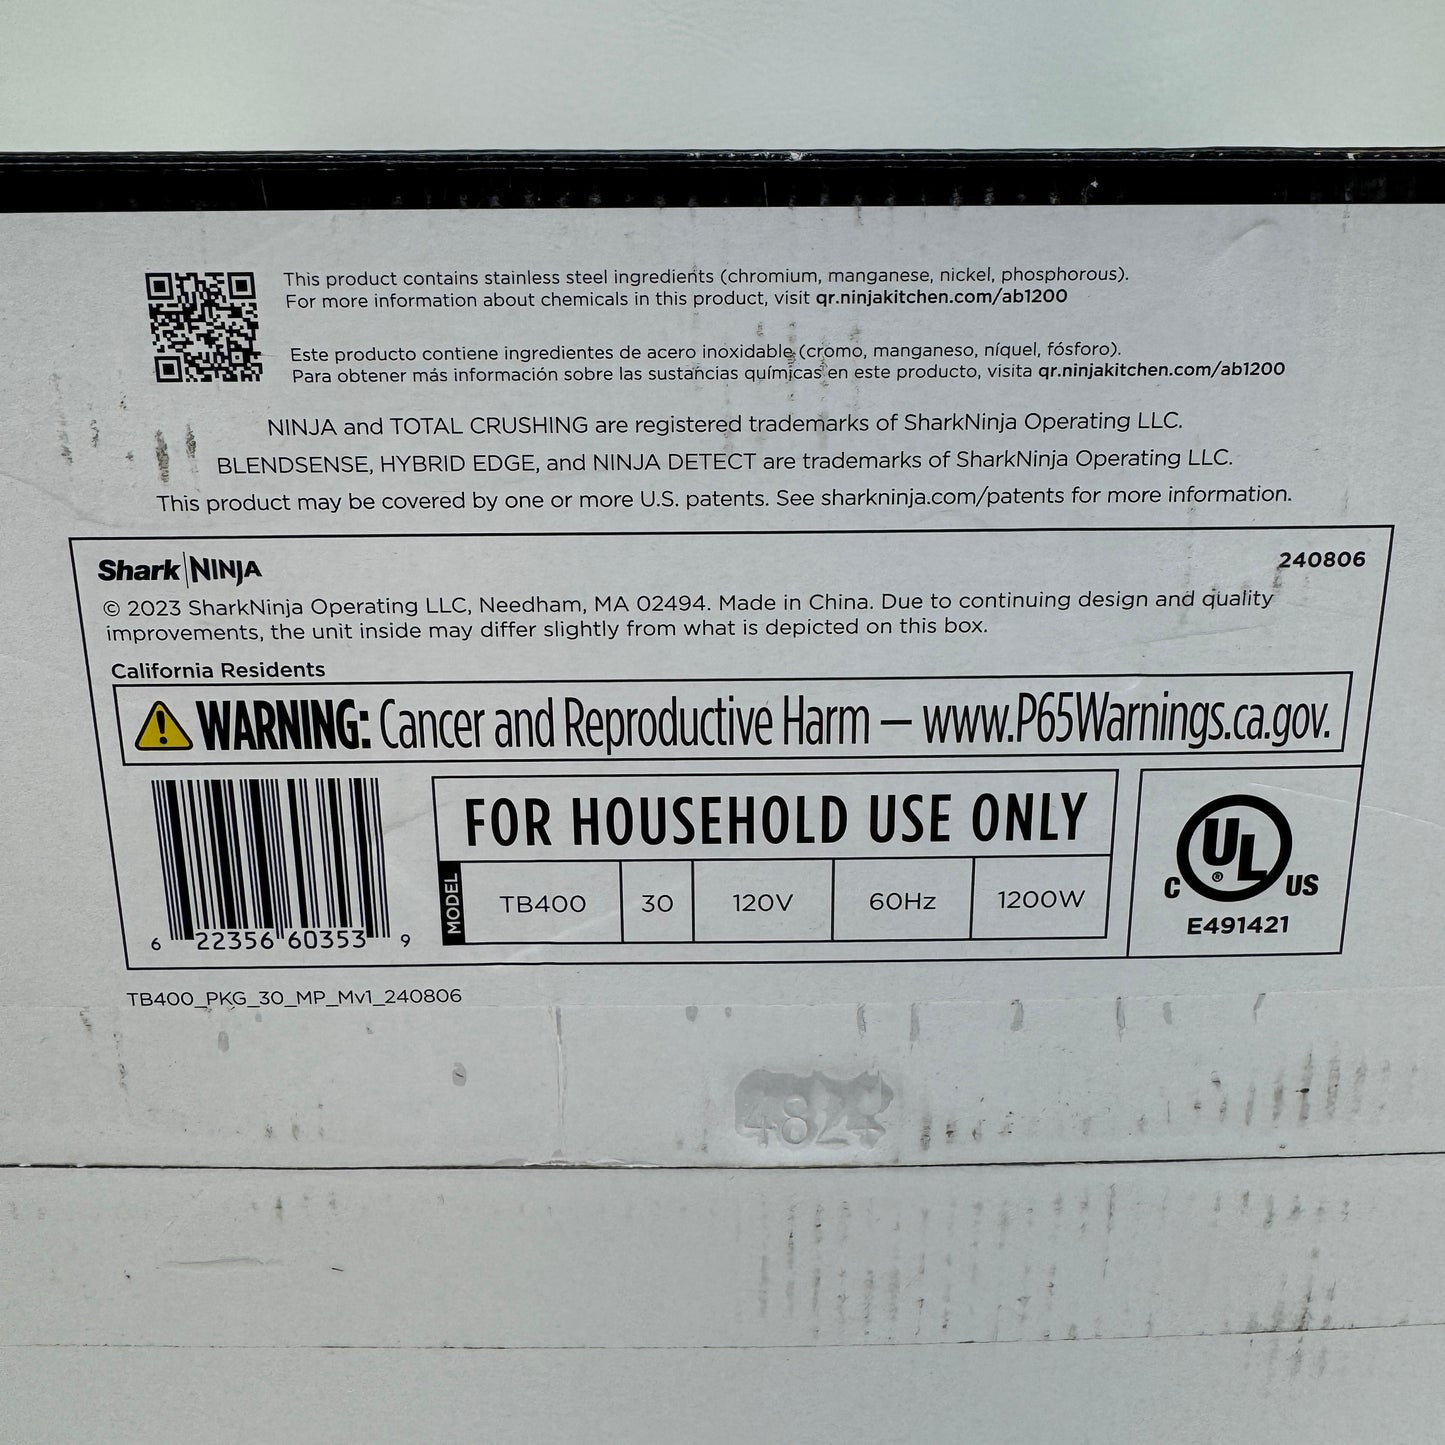 This product contains stainless steel ingredients (chromium, manganese, nickel, phosphorous).
For more information about chemicals in this product, visit qr.ninjakitchen.com/ab1200
Este producto contiene ingredientes de acero inoxidable (cromo, manganeso, níquel, fósforo).
Para obtener más información sobre las sustancias químicas en este producto, visita qr.ninjakitchen.com/ab1200
NINJA and TOTAL CRUSHING are registered trademarks of SharkNinja Operating LLC.
BLENDSENSE, HYBRID EDGE, and NINJA DETECT are trademarks of SharkNinja Operating LLC.
This product may be covered by one or more U.S. patents. See sharkninja.com/patents for more information.
Shark NINJA
240806
© 2023 SharkNinja Operating LLC, Needham, MA 02494. Made in China. Due to continuing design and quality
improvements, the unit inside may differ slightly from what is depicted on this box.
California Residents
WARNING: Cancer and Reproductive Harm – www.P65Warnings.ca.gov.
6 22356 60353 9
FOR HOUSEHOLD USE ONLY
MODEL TB400 30 120V 60Hz 1200W
C UL ® US
E491421
TB400_PKG_30_MP_Mv1_240806
4824